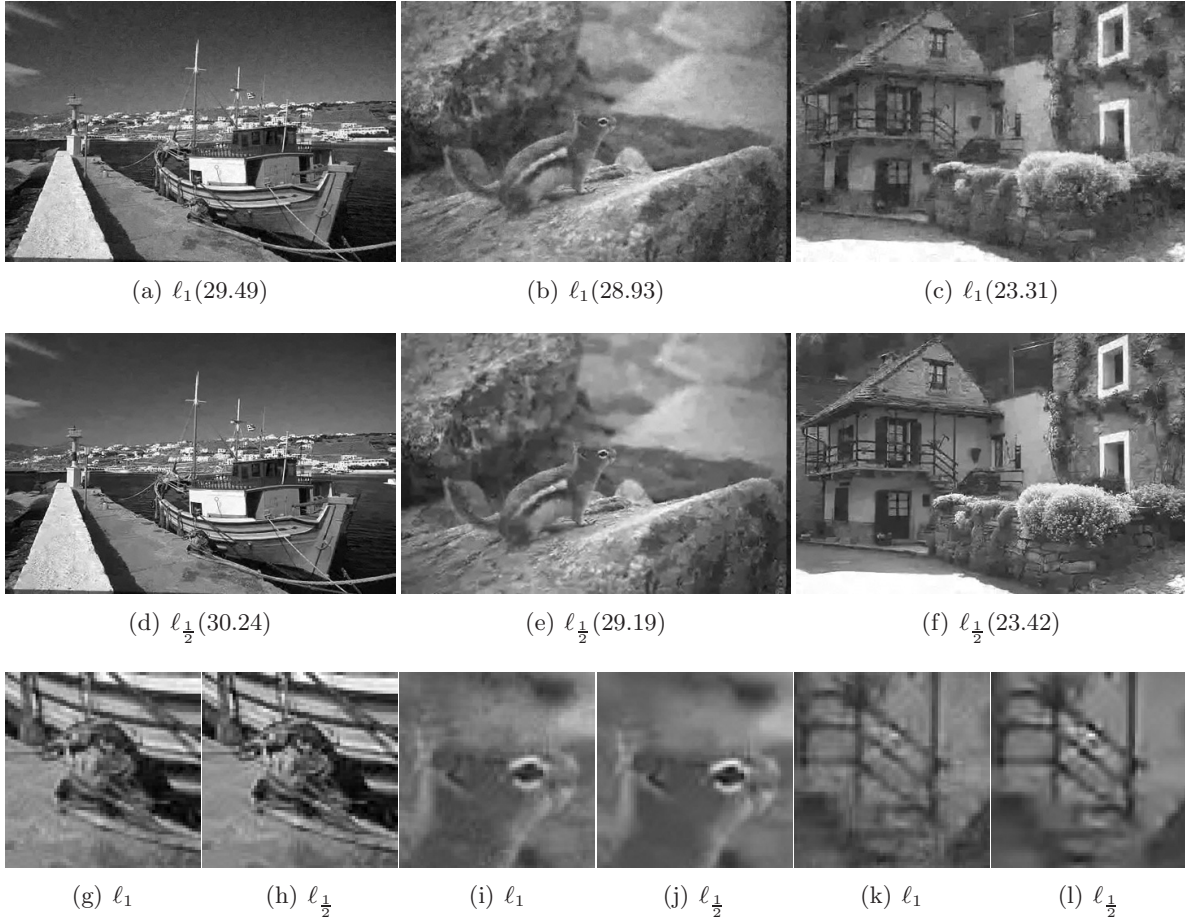 (a) ℓ₁(29.49) (b) ℓ₁(28.93) (c) ℓ₁(23.31)
(d) ℓ½(30.24) (e) ℓ½(29.19) (f) ℓ½(23.42)
(g) ℓ₁ (h) ℓ½ (i) ℓ₁ (j) ℓ½ (k) ℓ₁ (l) ℓ½